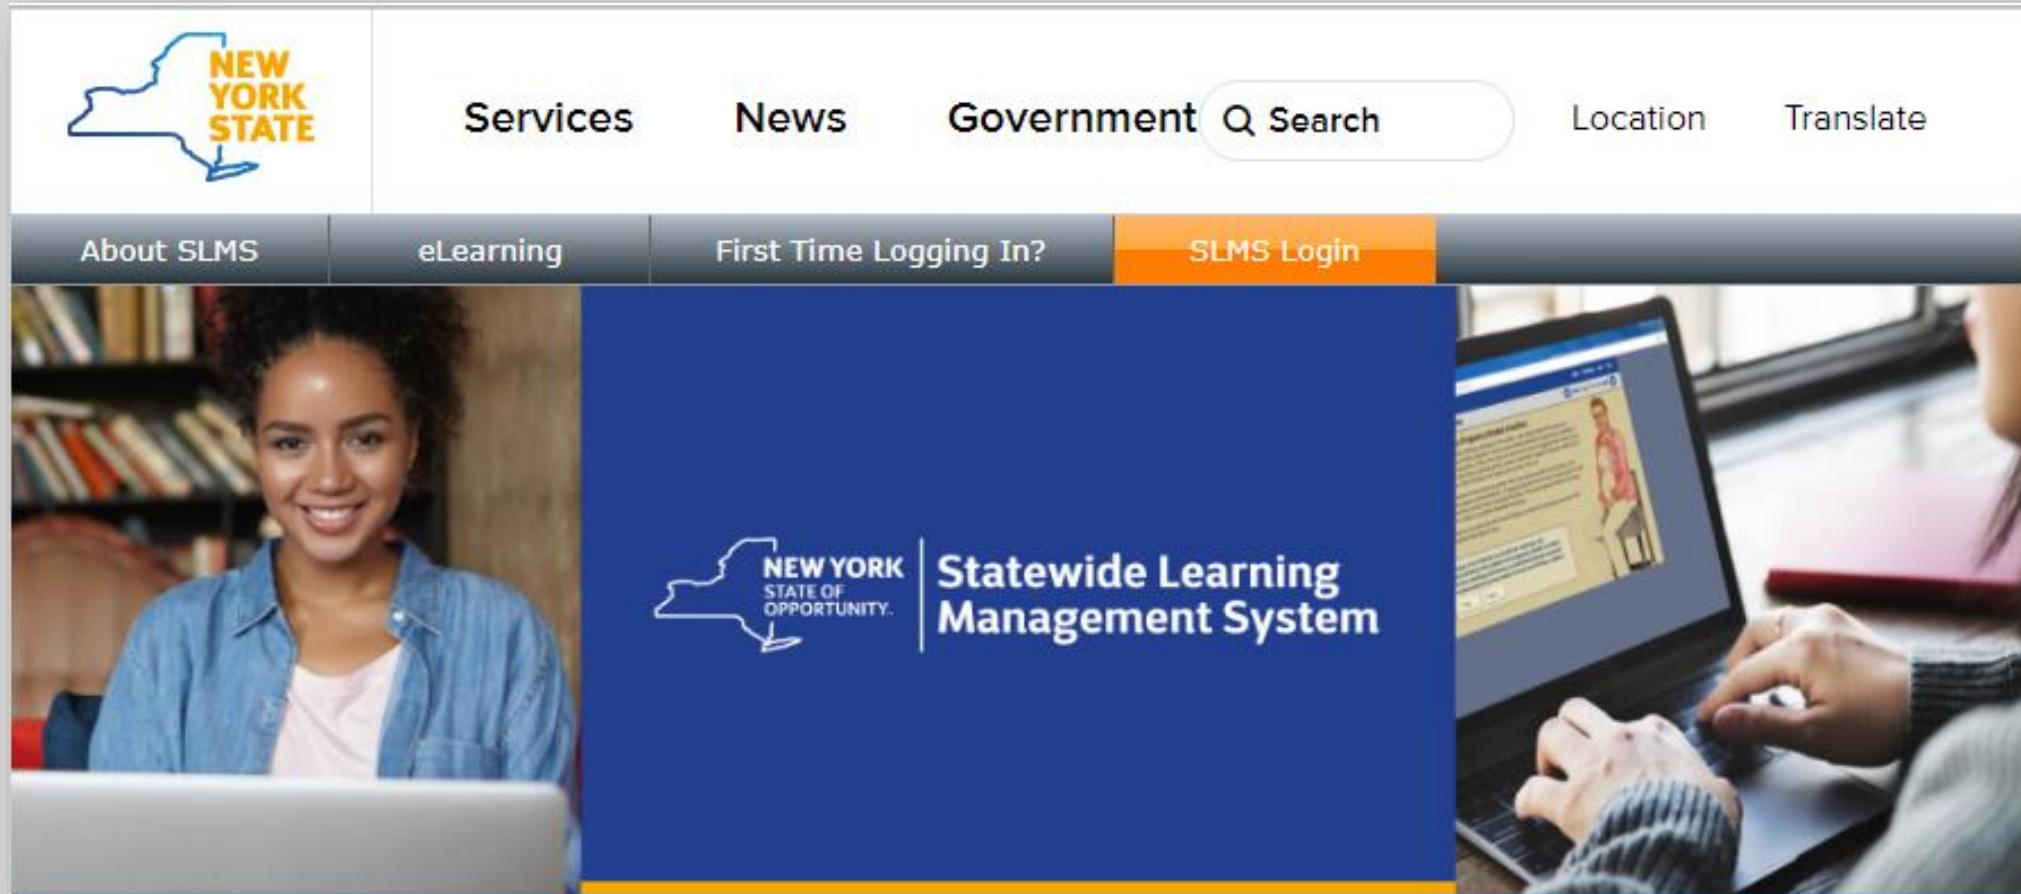 NEW
YORK
STATE
Services
News
Government
Search
Location
Translate
About SLMS
eLearning
First Time Logging In?
SLMS Login
NEW YORK
STATE OF
OPPORTUNITY.
Statewide Learning
Management System